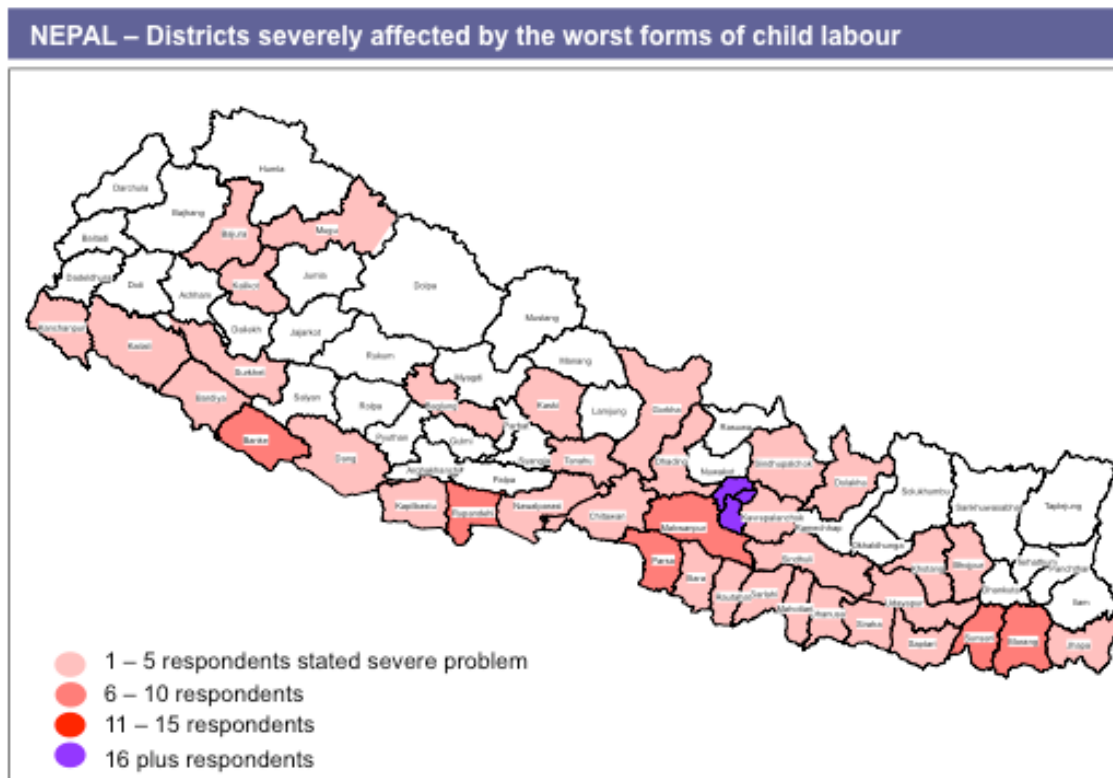 NEPAL – Districts severely affected by the worst forms of child labour
Humla
Darchula
Bajhang
Baitadi
Bajura
Mugu
Dadeldhura
Doti
Achham
Kalikot
Jumla
Dolpa
Kanchanpur
Kailali
Dailekh
Jajarkot
Mustang
Surkhet
Rukum
Manang
Bardiya
Salyan
Rolpa
Myagdi
Baglung
Parbat
Kaski
Lamjung
Gorkha
Rasuwa
Banke
Dang
Pyuthan
Gulmi
Syangja
Tanahu
Dhading
Nuwakot
Sindhupalchok
Dolakha
Solukhumbu
Sankhuwasabha
Taplejung
Palpa
Kapilbastu
Rupandehi
Nawalparasi
Chitawan
Makwanpur
Kavrepalanchok
Ramechhap
Okhaldhunga
Khotang
Bhojpur
Panchthar
Dhankuta
Ilam
Parsa
Bara
Rautahat
Sarlahi
Sindhuli
Udayapur
Siraha
Saptari
Sunsari
Morang
Jhapa
1 – 5 respondents stated severe problem
6 – 10 respondents
11 – 15 respondents
16 plus respondents